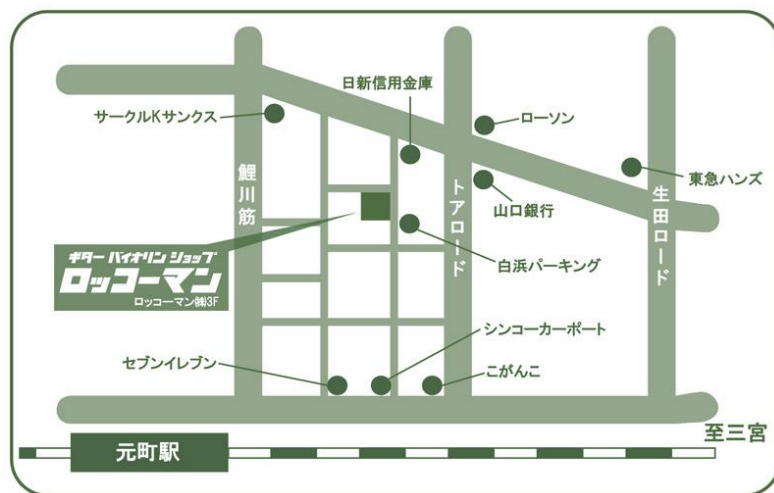 日新信用金庫
サークルKサンクス
ローソン
鯉川筋
トアロード
生田ロード
東急ハンズ
山口銀行
ギター バイオリン ショップ
ロッコーマン
ロッコーマン㈱3F
白浜パーキング
シンコーカーポート
セブンイレブン
こがんこ
至三宮
元町駅